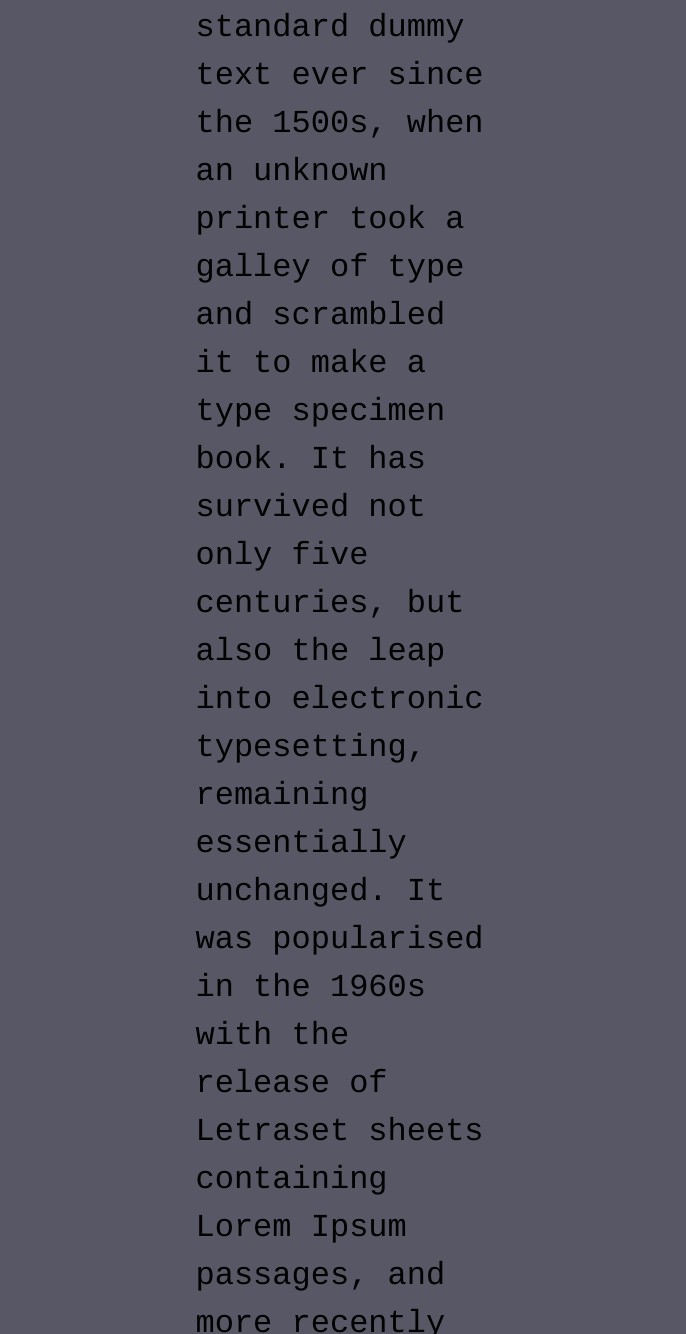 standard dummy
text ever since
the 1500s, when
an unknown
printer took a
galley of type
and scrambled
it to make a
type specimen
book. It has
survived not
only five
centuries, but
also the leap
into electronic
typesetting,
remaining
essentially
unchanged. It
was popularised
in the 1960s
with the
release of
Letraset sheets
containing
Lorem Ipsum
passages, and
more recently